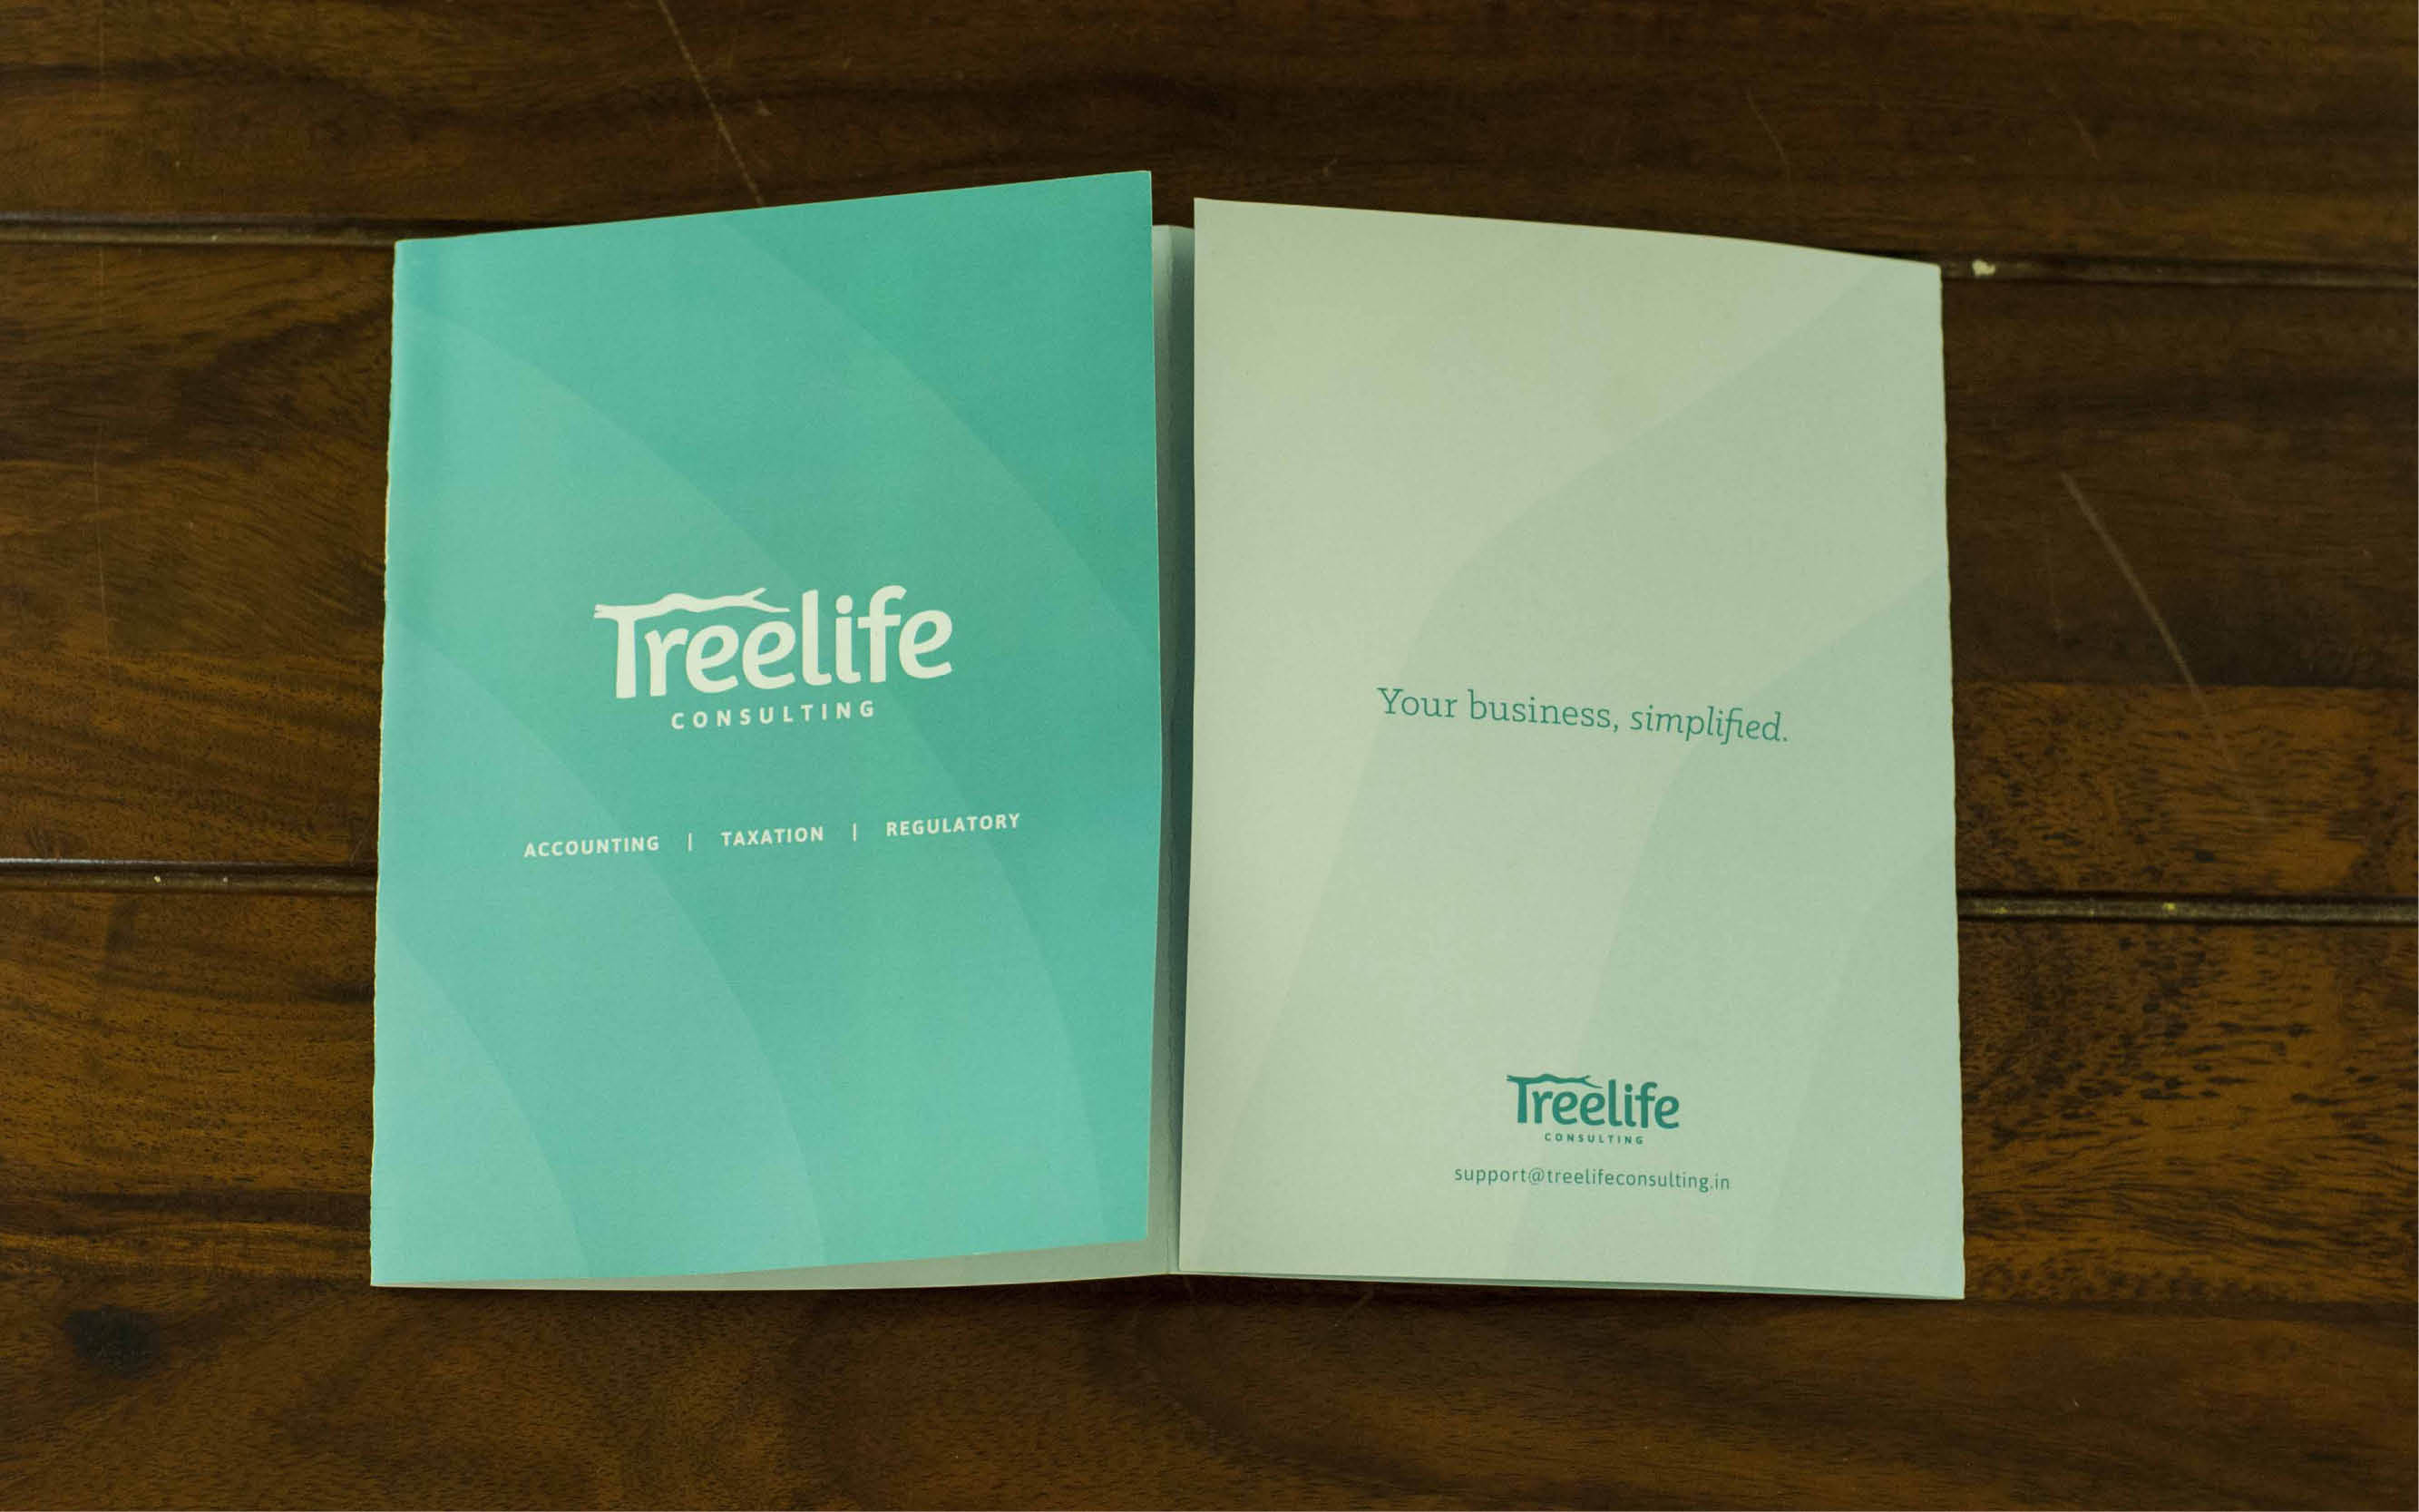 Treelife
CONSULTING
ACCOUNTING | TAXATION | REGULATORY
Your business, simplified.
Treelife
CONSULTING
support@treelifeconsulting.in